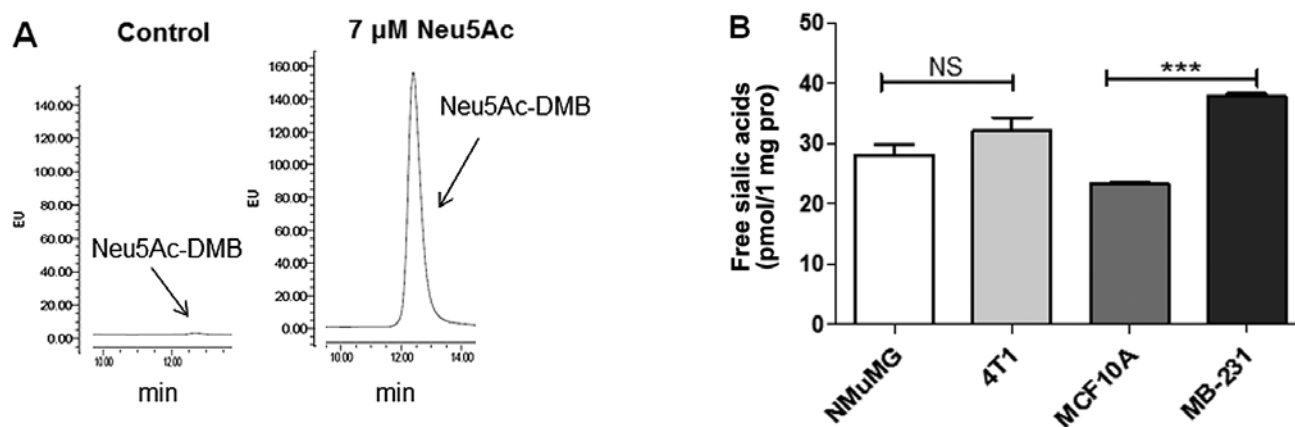 A
Control
7 µM Neu5Ac
EU
140.00
120.00
100.00
80.00
60.00
40.00
20.00
0.00
Neu5Ac-DMB
10.00 12.00
min
EU
160.00
140.00
120.00
100.00
80.00
60.00
40.00
20.00
0.00
Neu5Ac-DMB
10.00 12.00 14.00
min
B
Free sialic acids
(pmol/1 mg pro)
50
40
30
20
10
0
NS
***
NMuMG
4T1
MCF10A
MB-231